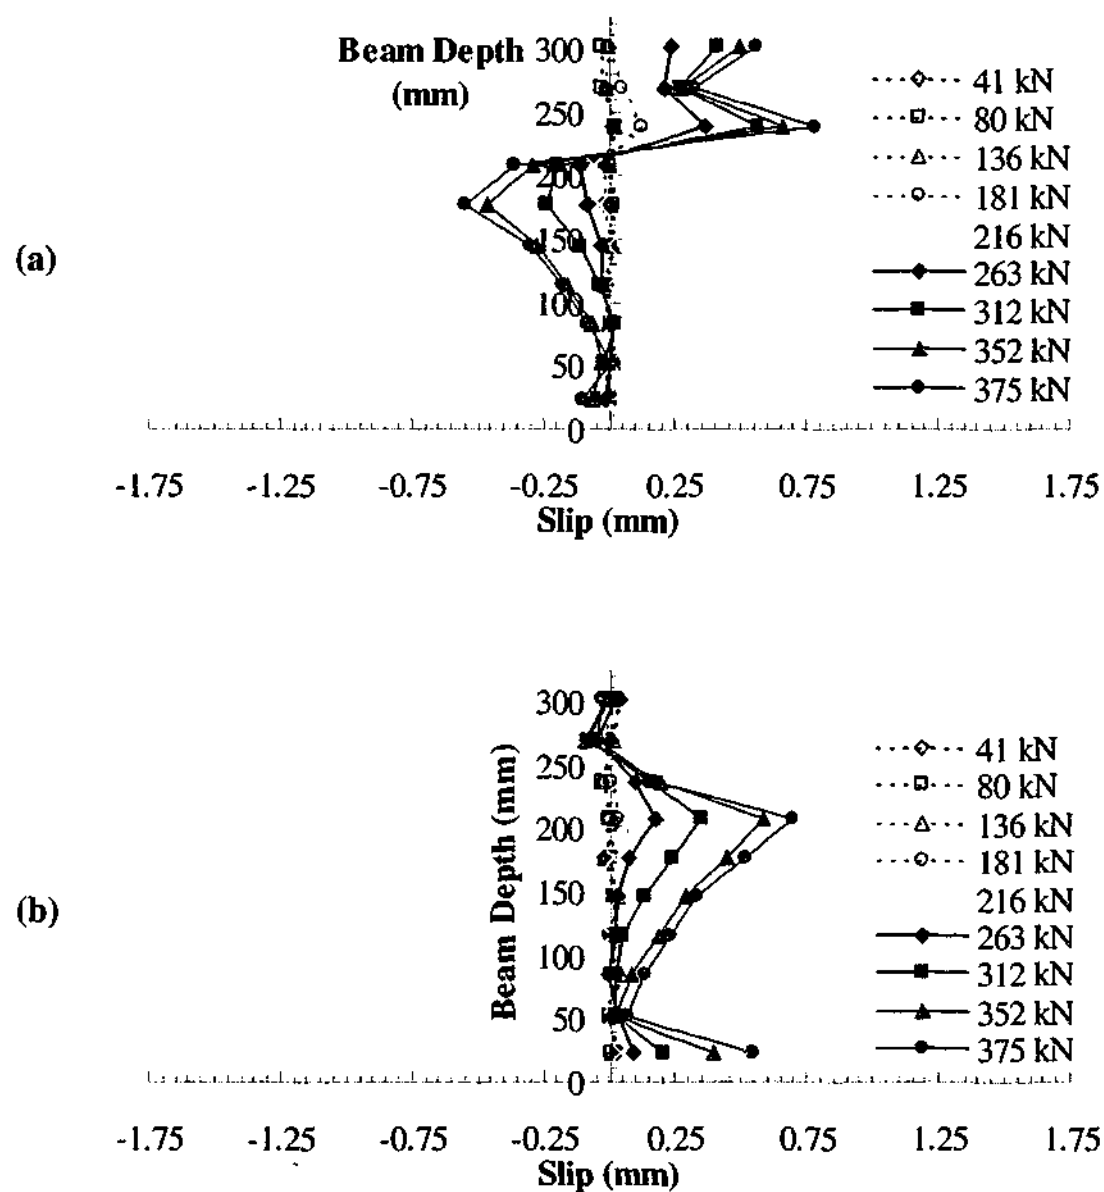 Beam Depth
(mm)
300
250
200
150
100
50
0
41 kN
80 kN
136 kN
181 kN
216 kN
263 kN
312 kN
352 kN
375 kN
(a)
-1.75 -1.25 -0.75 -0.25 0.25 0.75 1.25 1.75
Slip (mm)
Beam Depth (mm)
300
250
200
150
100
50
0
41 kN
80 kN
136 kN
181 kN
216 kN
263 kN
312 kN
352 kN
375 kN
(b)
-1.75 -1.25 -0.75 -0.25 0.25 0.75 1.25 1.75
Slip (mm)